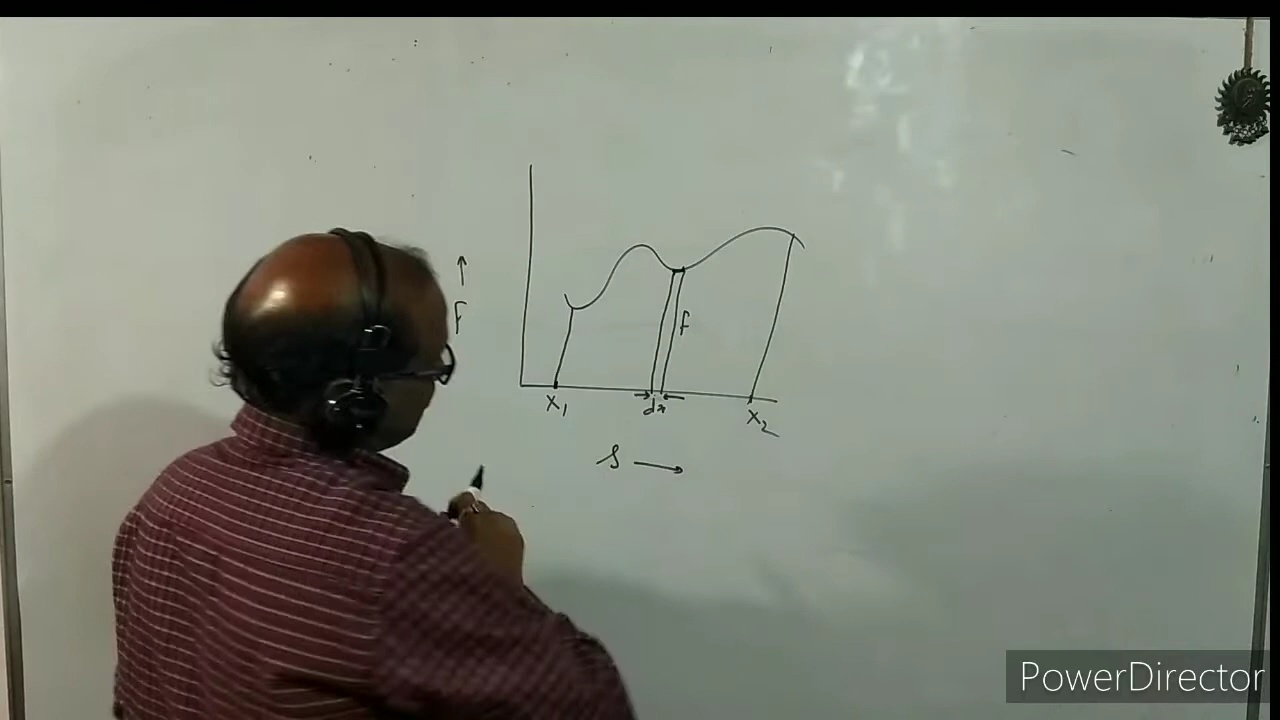 ↑
F
F
x₁
dx
x₂
s →
PowerDirector